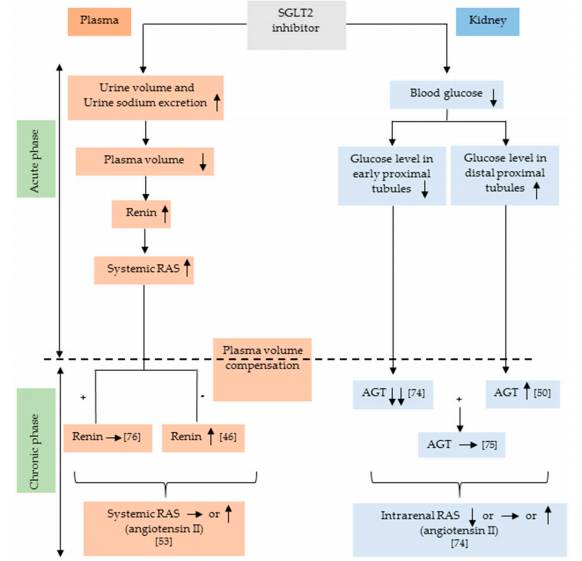 Plasma
SGLT2
inhibitor
Kidney
Acute phase
Urine volume and
Urine sodium excretion ↑
Plasma volume ↓
Renin ↑
Systemic RAS ↑
Blood glucose ↓
Glucose level in
early proximal
tubules ↓
Glucose level in
distal proximal
tubules ↑
Plasma volume
compensation
Chronic phase
+
-
Renin → [76]
Renin ↑ [46]
Systemic RAS → or ↑
(angiotensin II)
[53]
AGT ↓↓ [74]
+
AGT ↑ [50]
AGT → [75]
Intrarenal RAS ↓ or → or ↑
(angiotensin II)
[74]